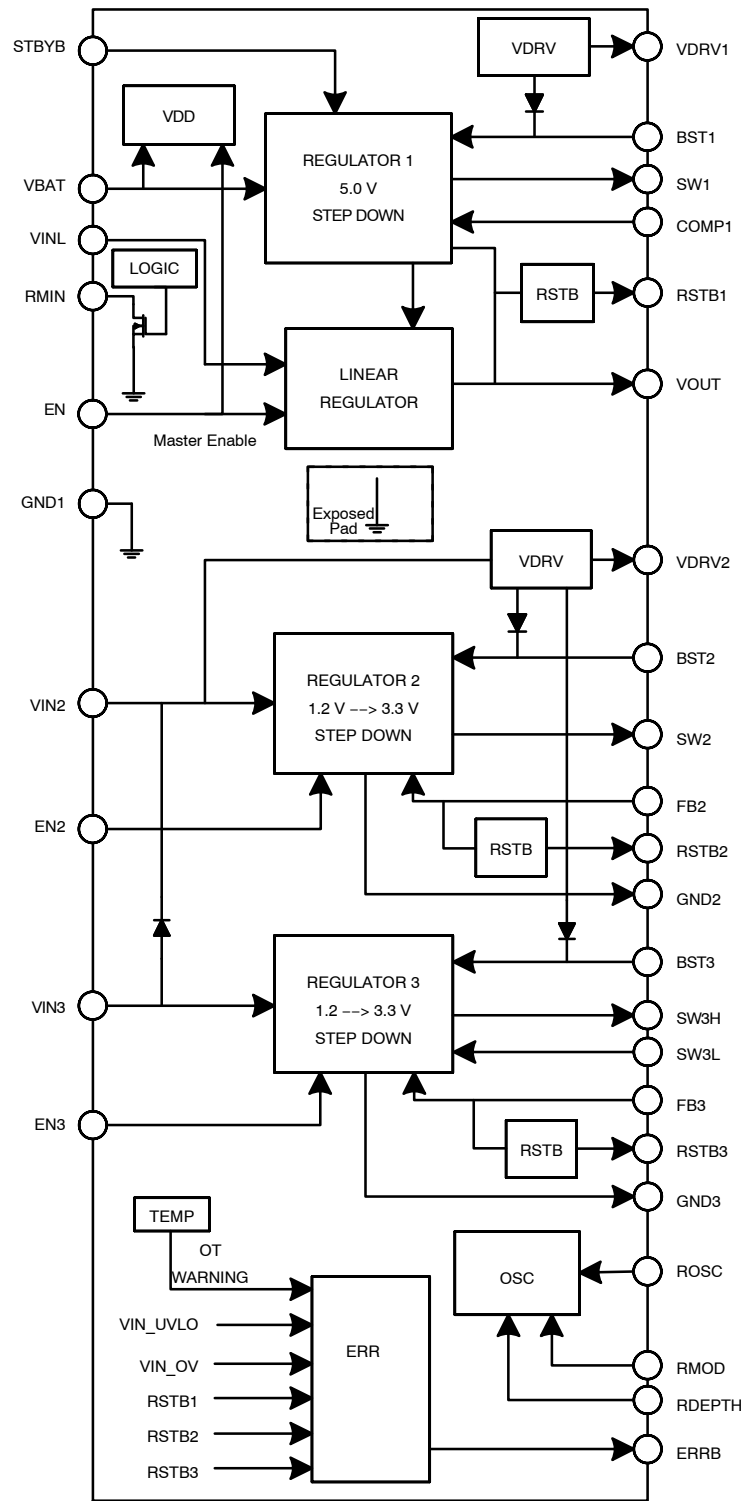 STBYB
VDRV
VDRV1
VDD
BST1
REGULATOR 1
5.0 V
STEP DOWN
VBAT
SW1
COMP1
VINL
LOGIC
RMIN
RSTB
RSTB1
LINEAR
REGULATOR
VOUT
EN
Master Enable
GND1
Exposed
Pad
VDRV
VDRV2
REGULATOR 2
1.2 V --> 3.3 V
STEP DOWN
BST2
VIN2
SW2
FB2
EN2
RSTB
RSTB2
GND2
REGULATOR 3
1.2 --> 3.3 V
STEP DOWN
BST3
VIN3
SW3H
SW3L
FB3
EN3
RSTB
RSTB3
GND3
TEMP
OT
WARNING
OSC
ROSC
VIN_UVLO
ERR
VIN_OV
RMOD
RSTB1
RDEPTH
RSTB2
ERRB
RSTB3